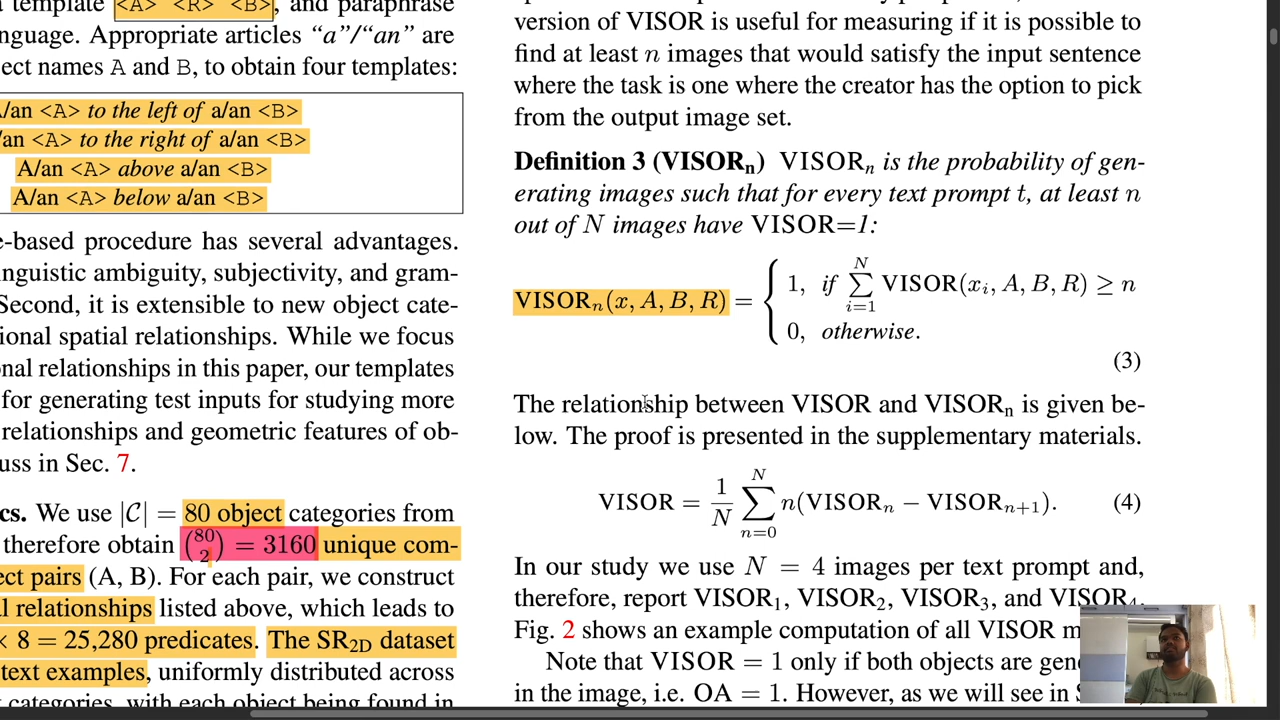 a template <A> <R> <B>, and paraphrase
nguage. Appropriate articles “a”/“an” are
ect names A and B, to obtain four templates:
/an <A> to the left of a/an <B>
an <A> to the right of a/an <B>
A/an <A> above a/an <B>
A/an <A> below a/an <B>
e-based procedure has several advantages.
nguistic ambiguity, subjectivity, and gram-
Second, it is extensible to new object cate-
ional spatial relationships. While we focus
onal relationships in this paper, our templates
for generating test inputs for studying more
relationships and geometric features of ob-
uss in Sec. 7.
cs. We use |C| = 80 object categories from
therefore obtain (80 2) = 3160 unique com-
ect pairs (A, B). For each pair, we construct
l relationships listed above, which leads to
× 8 = 25,280 predicates. The SR2D dataset
text examples, uniformly distributed across
categories, with each object being found in
version of VISOR is useful for measuring if it is possible to
find at least n images that would satisfy the input sentence
where the task is one where the creator has the option to pick
from the output image set.
Definition 3 (VISORn) VISORn is the probability of gen-
erating images such that for every text prompt t, at least n
out of N images have VISOR=1:
VISORn(x, A, B, R) = { 1, if ∑ i=1 N VISOR(xi, A, B, R) ≥ n
0, otherwise.
(3)
The relationship between VISOR and VISORn is given be-
low. The proof is presented in the supplementary materials.
VISOR = 1/N ∑ n=0 N n(VISORn − VISORn+1). (4)
In our study we use N = 4 images per text prompt and,
therefore, report VISOR1, VISOR2, VISOR3, and VISOR4.
Fig. 2 shows an example computation of all VISOR m
Note that VISOR = 1 only if both objects are gen
in the image, i.e. OA = 1. However, as we will see in S